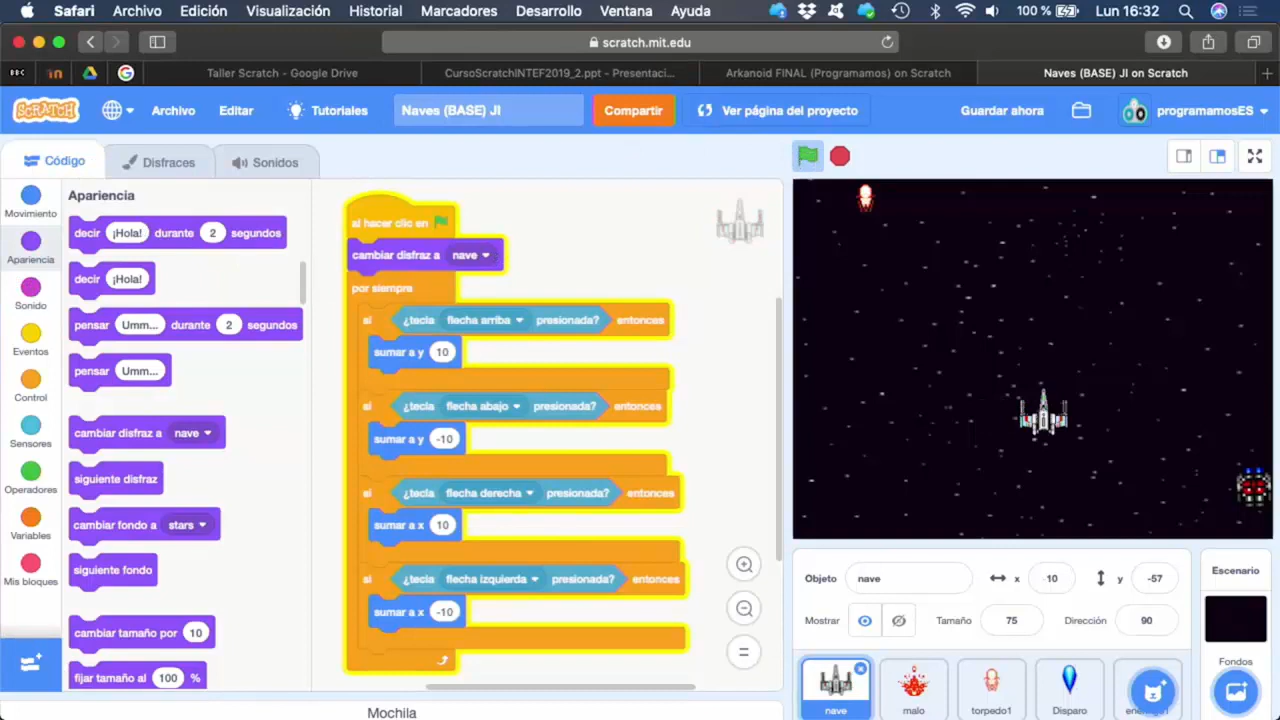 Safari Archivo Edición Visualización Historial Marcadores Desarrollo Ventana Ayuda 100 % Lun 16:32
scratch.mit.edu
BBC in G Taller Scratch - Google Drive CursoScratchINTEF2019_2.ppt - Presentaci... Arkanoid FINAL (Programamos) on Scratch Naves (BASE) JI on Scratch
SCRATCH Archivo Editar Tutoriales Naves (BASE) JI Compartir Ver página del proyecto Guardar ahora programamosES
Código Disfraces Sonidos
Movimiento
Apariencia
Sonido
Eventos
Control
Sensores
Operadores
Variables
Mis bloques
Apariencia
decir ¡Hola! durante 2 segundos
decir ¡Hola!
pensar Umm... durante 2 segundos
pensar Umm...
cambiar disfraz a nave
siguiente disfraz
cambiar fondo a stars
siguiente fondo
cambiar tamaño por 10
fijar tamaño al 100 %
al hacer clic en
cambiar disfraz a nave
por siempre
si ¿tecla flecha arriba presionada? entonces
sumar a y 10
si ¿tecla flecha abajo presionada? entonces
sumar a y -10
si ¿tecla flecha derecha presionada? entonces
sumar a x 10
si ¿tecla flecha izquierda presionada? entonces
sumar a x -10
Mochila
Objeto nave x -10 y -57
Mostrar Tamaño 75 Dirección 90
nave malo torpedo1 Disparo
Escenario
Fondos